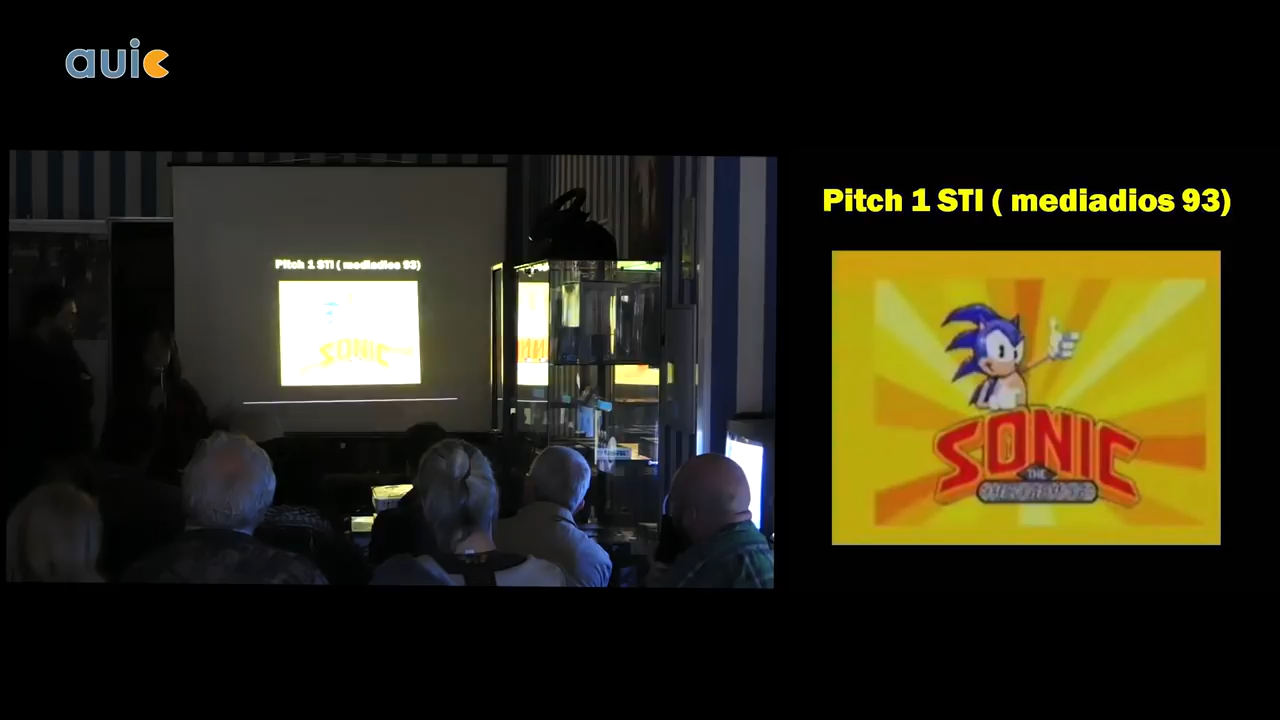 auic
Pitch 1 STI ( mediadios 93)
SONIC
Pitch 1 STI ( mediadios 93)
SONIC
THE